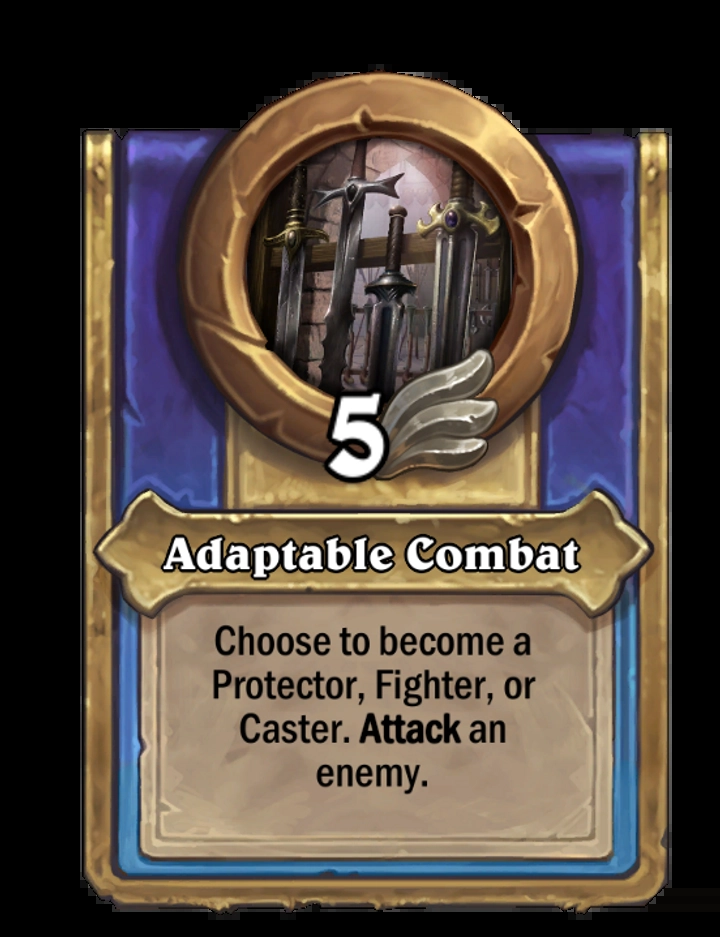 5
Adaptable Combat
Choose to become a
Protector, Fighter, or
Caster. Attack an
enemy.